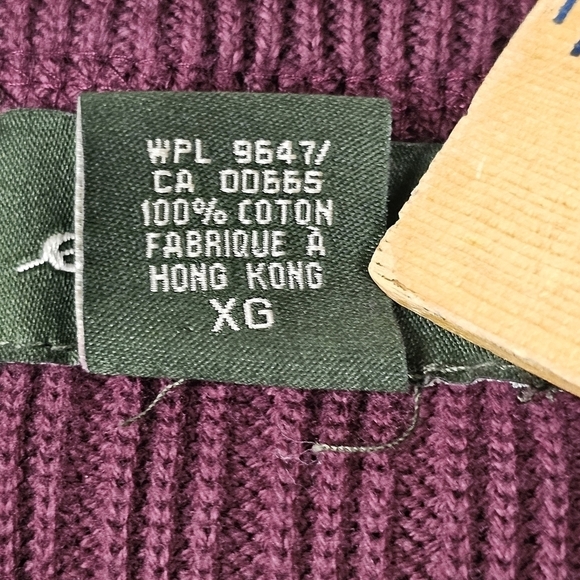 WPL 9647/
CA 00665
100% COTON
FABRIQUE À
HONG KONG
XG